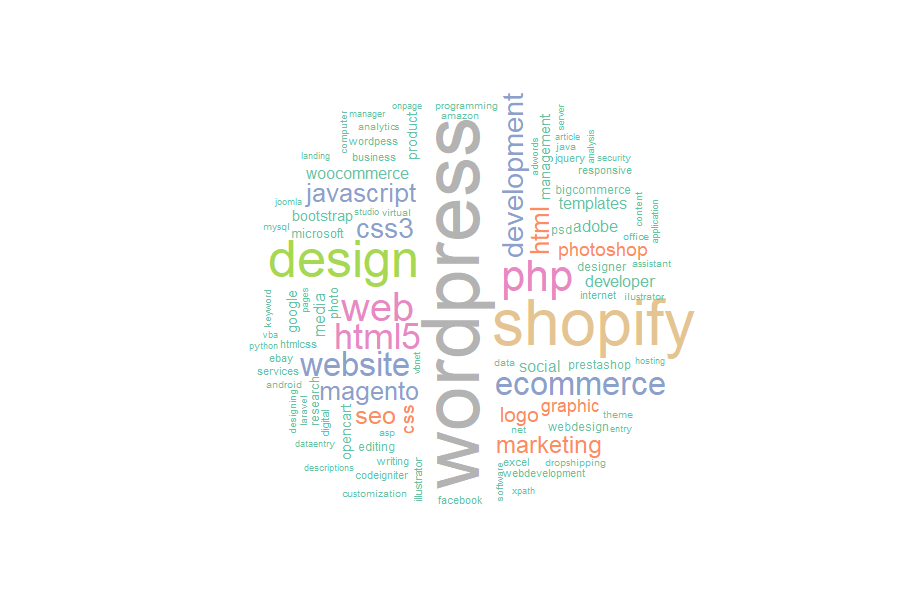 onpage
programming
manager
amazon
computer
analytics
product
wordpess
business
landing
woocommerce
javascript
joomla
bootstrap
studio
virtual
css3
mysql
microsoft
design
wordpress
development
server
management
article
java
analysis
adwords
jquery
security
responsive
bigcommerce
templates
content
application
html
psd
adobe
office
photoshop
designer
assistant
php
developer
internet
ilustrator
shopify
keyword
google
pages
media
photo
web
vba
html5
python
htmlcss
ebay
website
vbnet
services
android
magento
data
social
prestashop
hosting
ecommerce
designing
laravel
research
digital
opencart
seo
css
logo
graphic
theme
net
webdesign
entry
asp
dataentry
editing
marketing
writing
descriptions
codeigniter
illustrator
customization
facebook
software
excel
dropshipping
webdevelopment
xpath